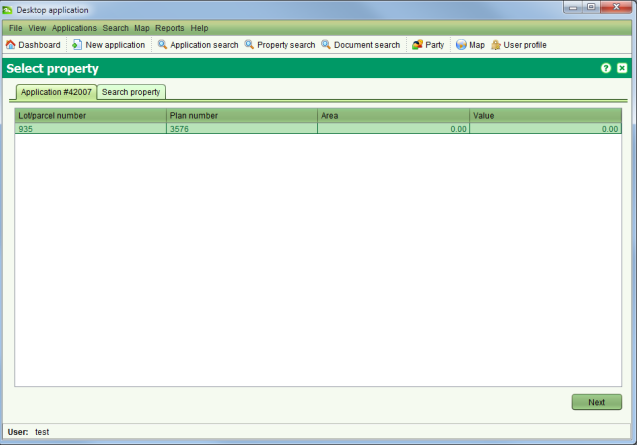 Desktop application
File View Applications Search Map Reports Help
Dashboard New application Application search Property search Document search Party Map User profile
Select property
Application #42007 Search property
Lot/parcel number Plan number Area Value
935 3576 0.00 0.00
Next
User: test